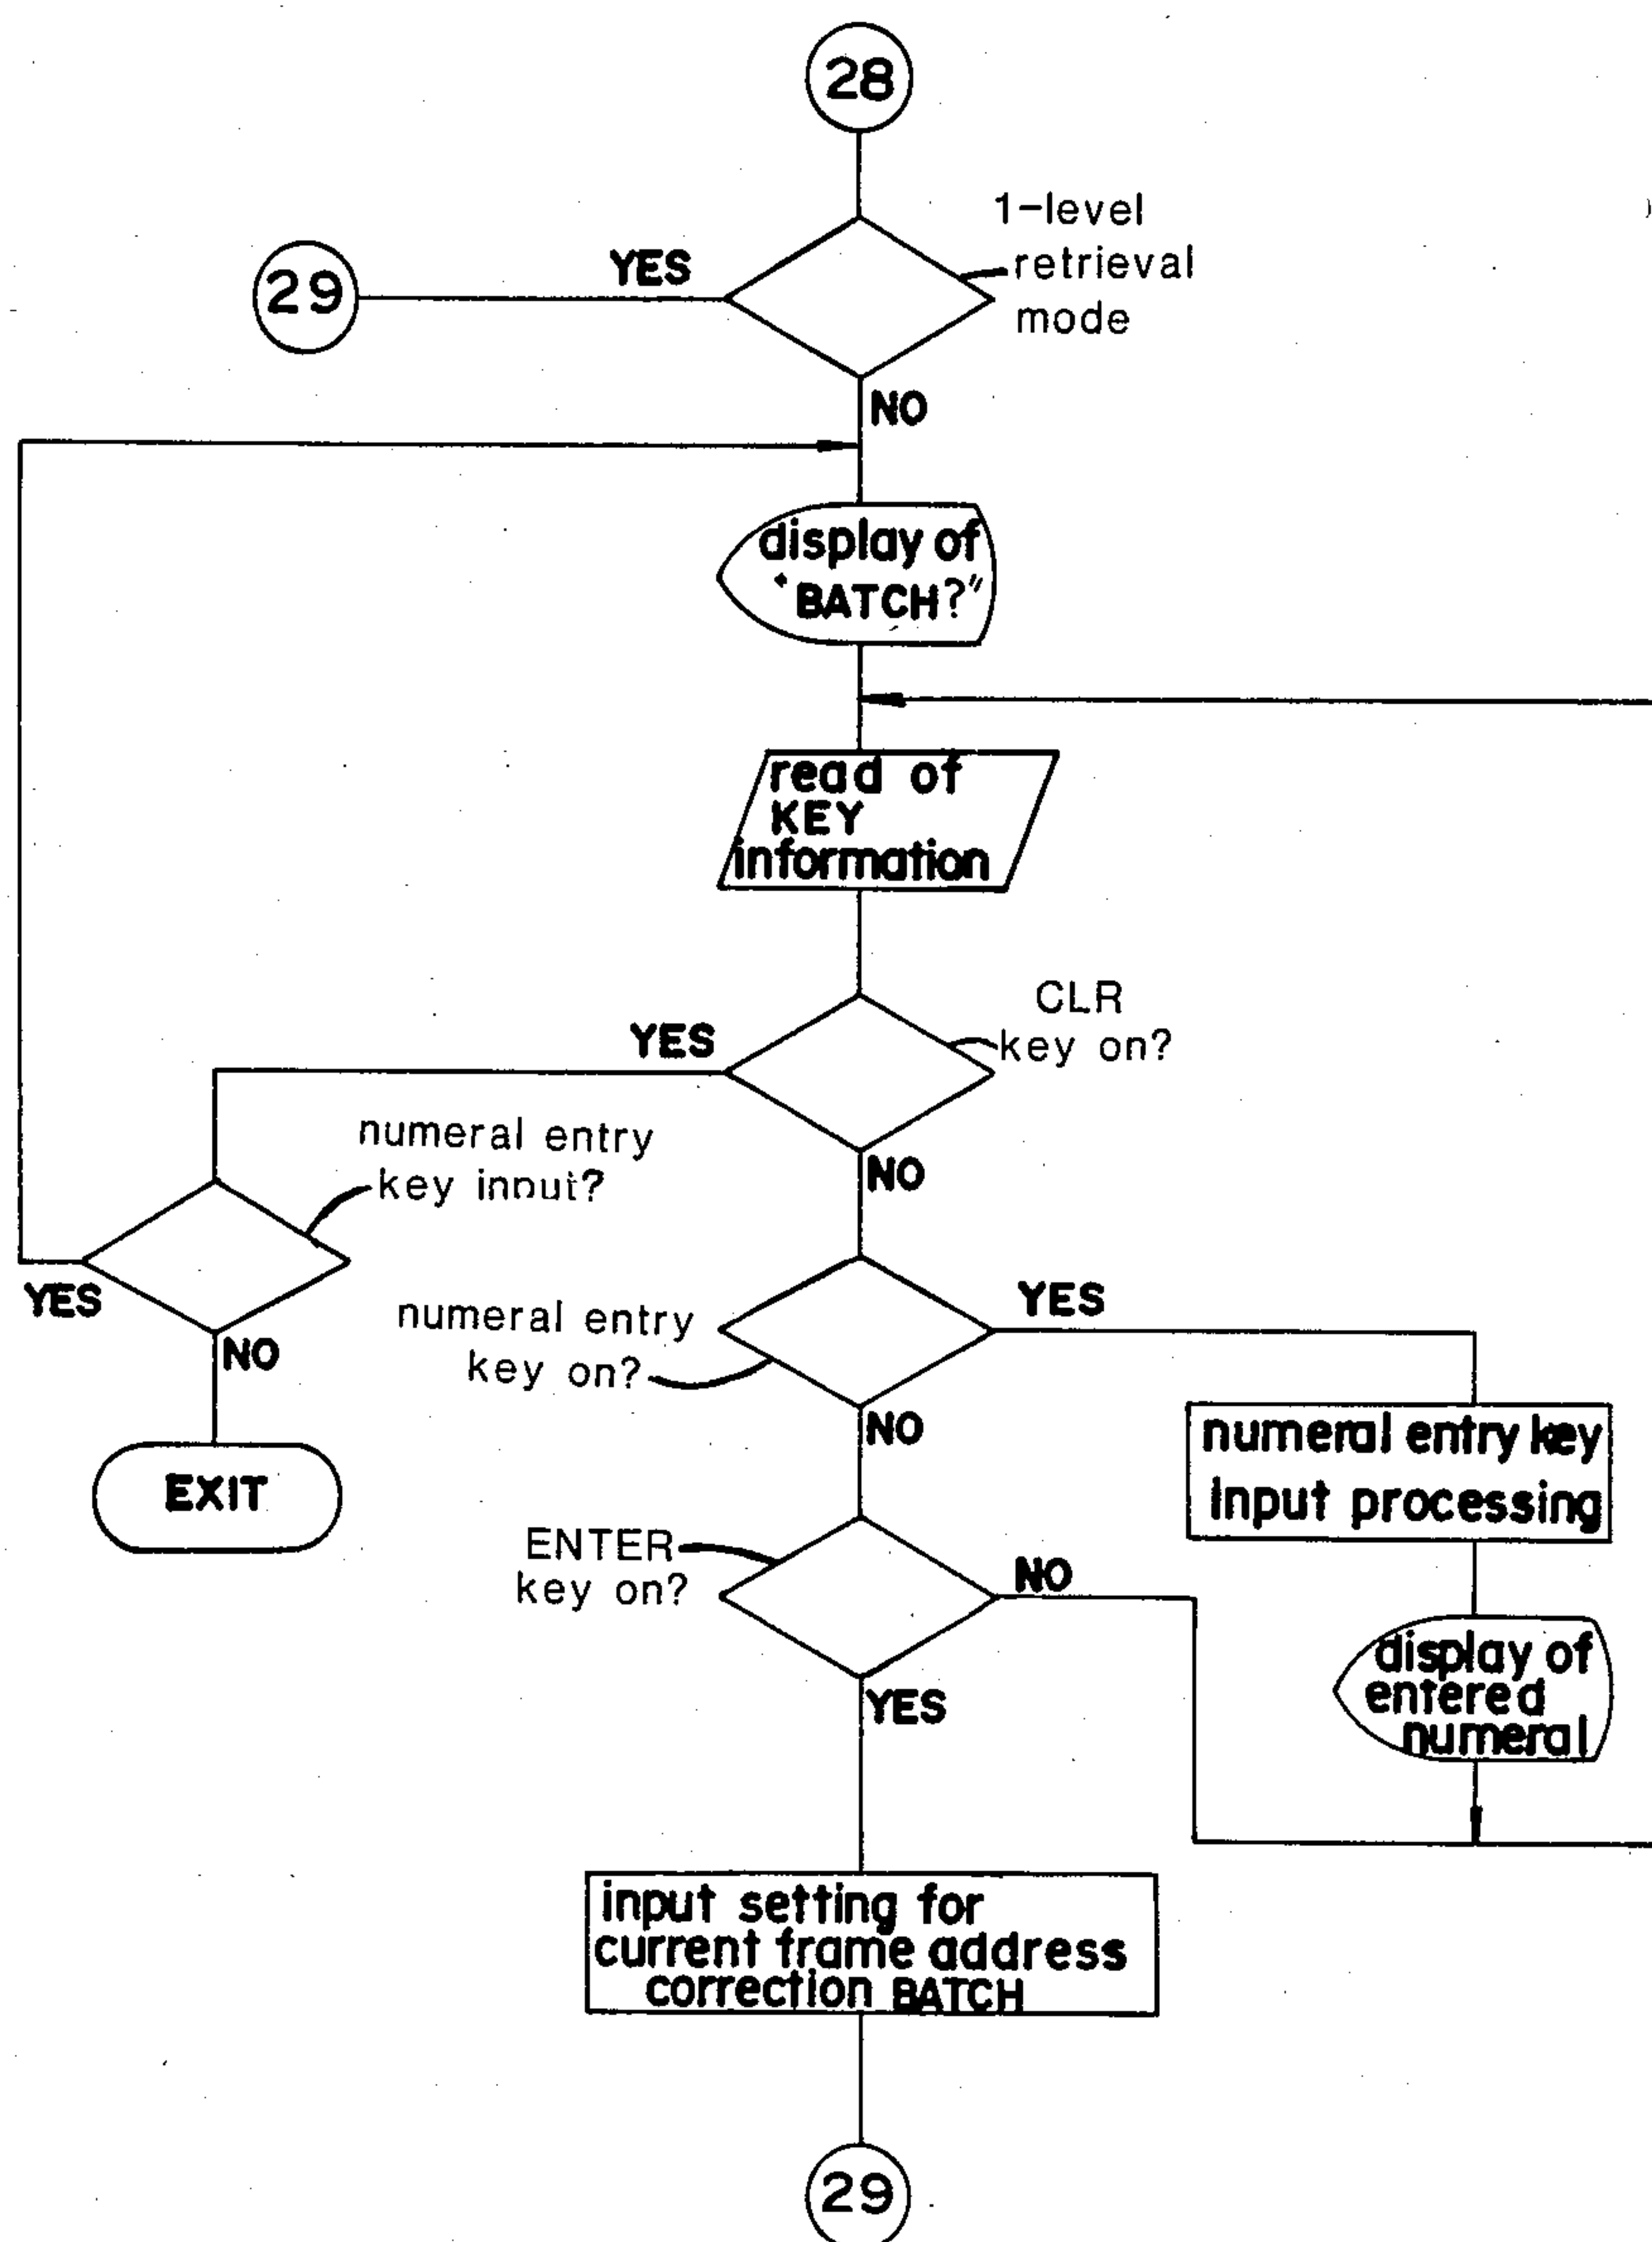 28
1-level
retrieval
mode
YES
29
NO
display of
"BATCH?"
read of
KEY
information
CLR
key on?
YES
numeral entry
key input?
NO
YES
NO
numeral entry
key on?
YES
NO
EXIT
numeral entry key
input processing
ENTER
key on?
NO
YES
display of
entered
numeral
input setting for
current frame address
correction BATCH
29